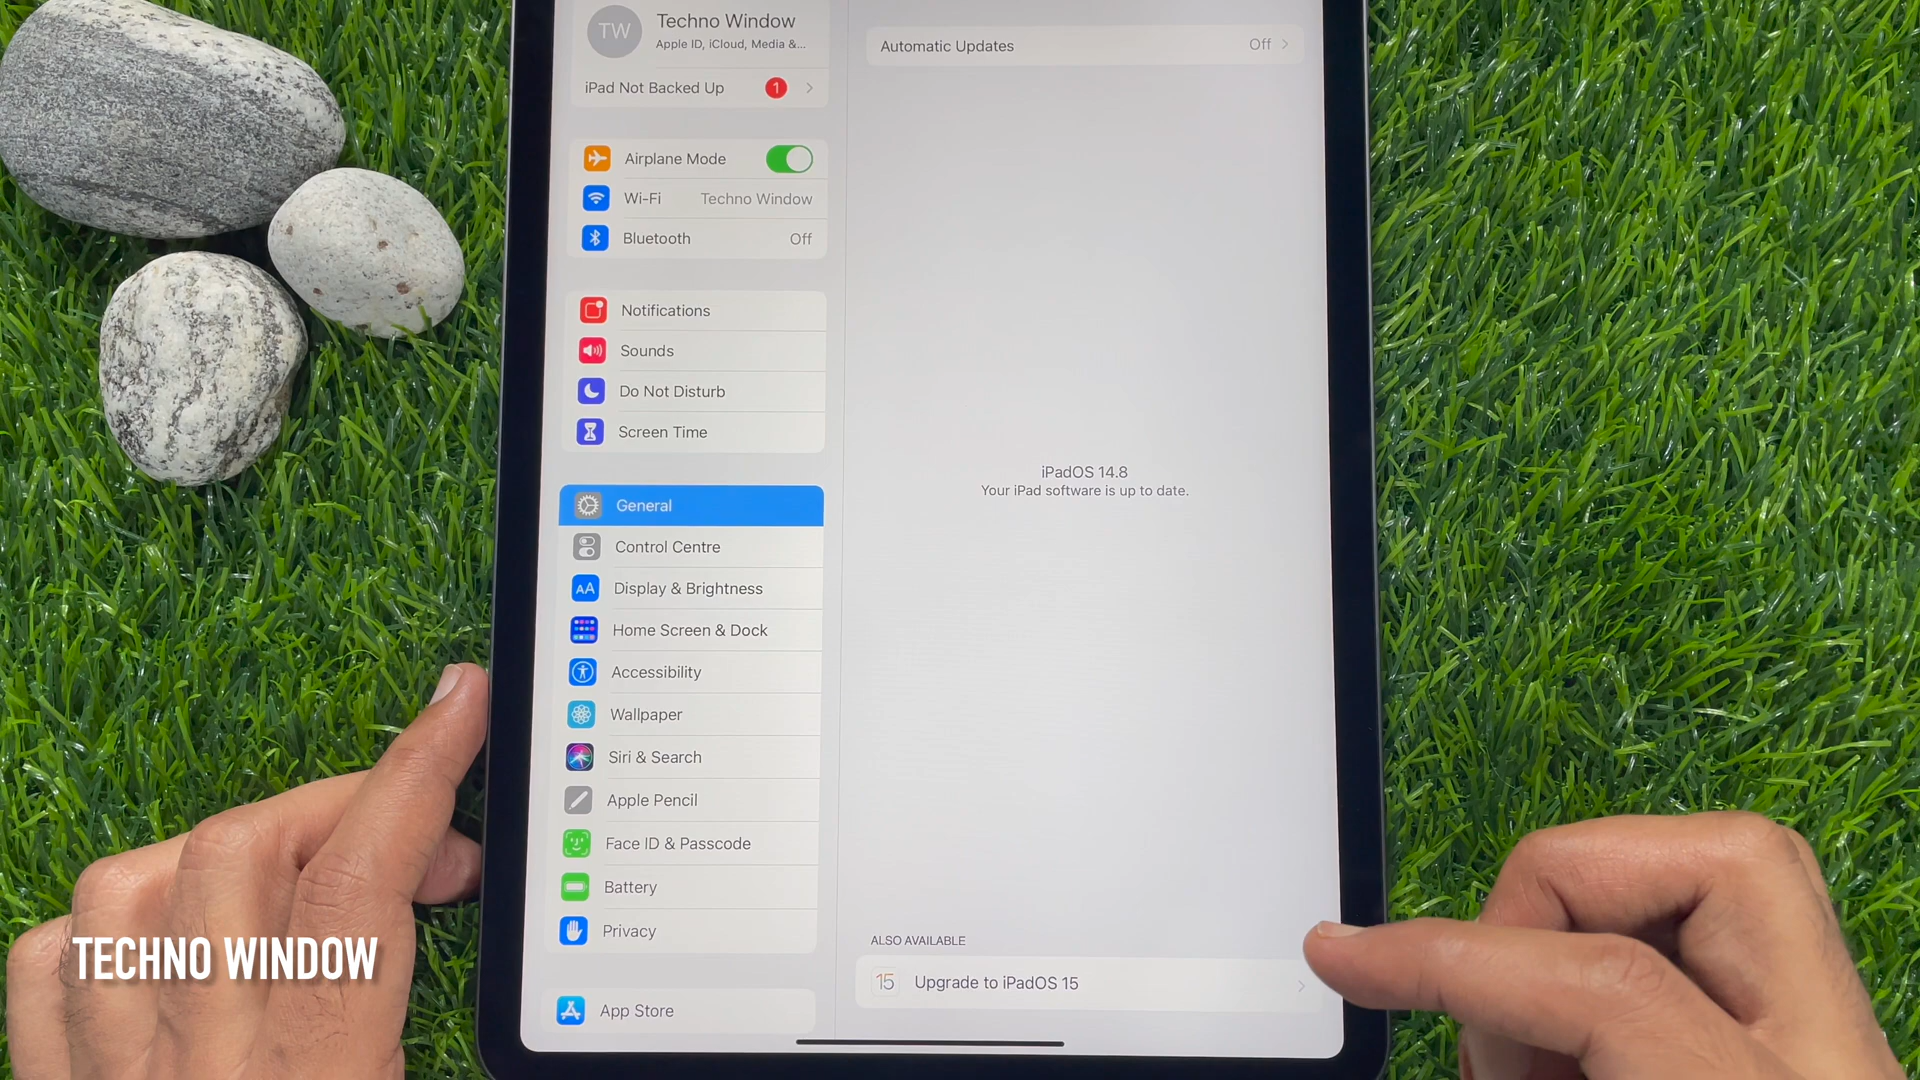 TW
Techno Window
Apple ID, iCloud, Media &...
iPad Not Backed Up
1
Airplane Mode
Wi-Fi
Techno Window
Bluetooth
Off
Notifications
Sounds
Do Not Disturb
Screen Time
General
Control Centre
AA
Display & Brightness
Home Screen & Dock
Accessibility
Wallpaper
Siri & Search
Apple Pencil
Face ID & Passcode
Battery
Privacy
App Store
Automatic Updates
Off
iPadOS 14.8
Your iPad software is up to date.
ALSO AVAILABLE
15
Upgrade to iPadOS 15
TECHNO WINDOW